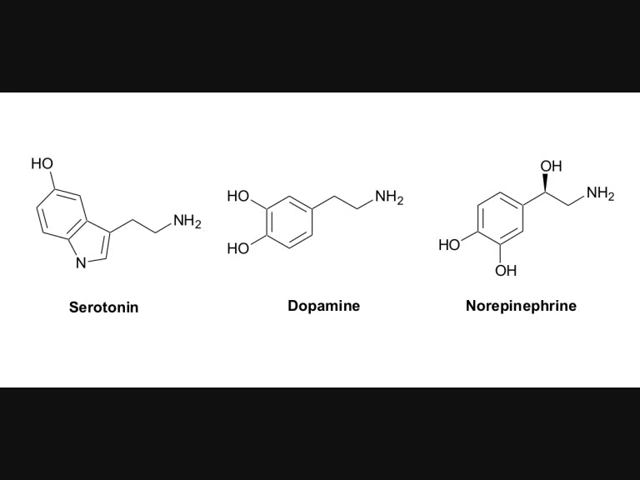 HO
NH2
N
Serotonin
HO
HO
NH2
Dopamine
OH
NH2
HO
OH
Norepinephrine